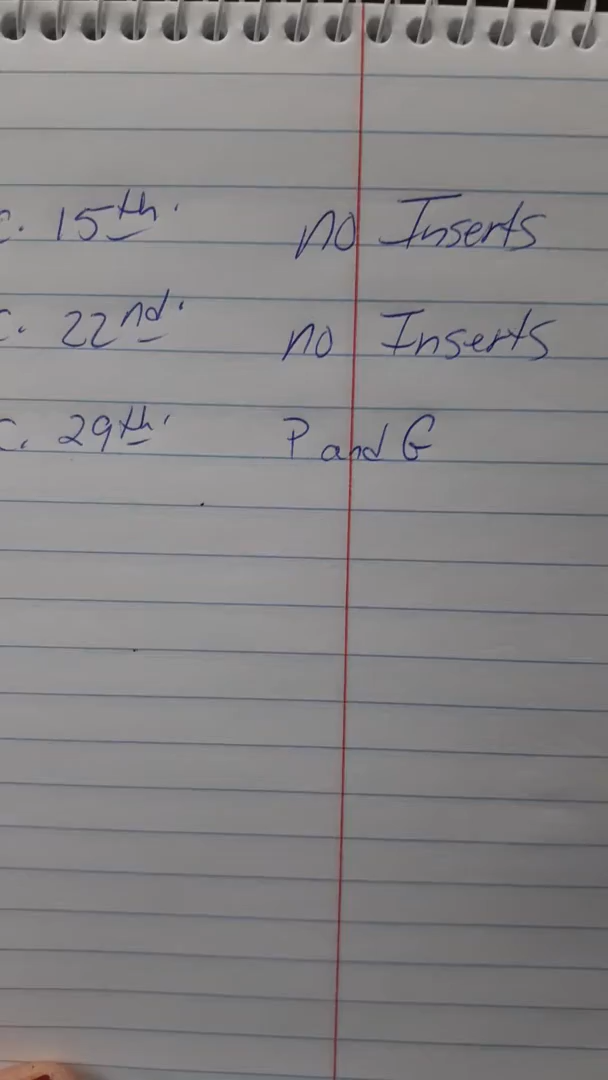 c. 15th. no Inserts
c. 22nd. no Inserts
c. 29th. P and G